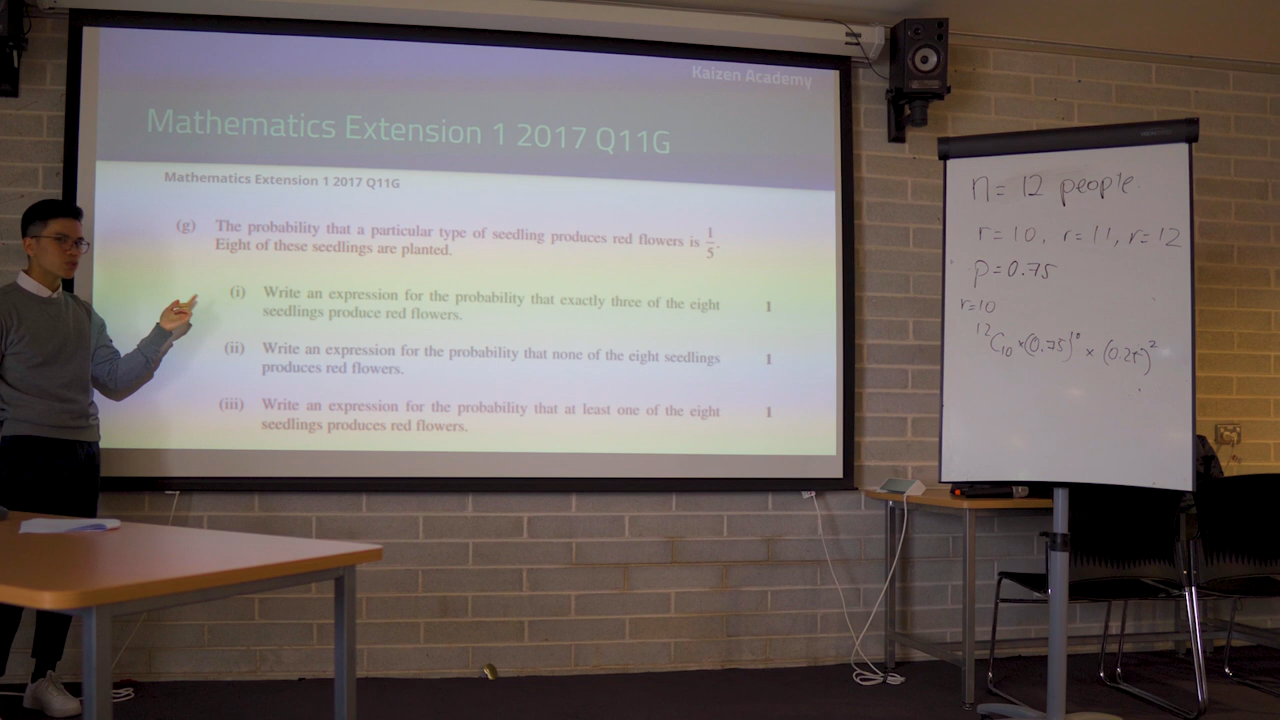 Kaizen Academy
Mathematics Extension 1 2017 Q11G
Mathematics Extension 1 2017 Q11G
(g) The probability that a particular type of seedling produces red flowers is 1/5.
Eight of these seedlings are planted.
(i) Write an expression for the probability that exactly three of the eight 1
seedlings produce red flowers.
(ii) Write an expression for the probability that none of the eight seedlings 1
produces red flowers.
(iii) Write an expression for the probability that at least one of the eight 1
seedlings produces red flowers.
n = 12 people.
r=10, r=11, r=12
p=0.75
r=10
¹²C₁₀ × (0.75)¹⁰ × (0.25)²